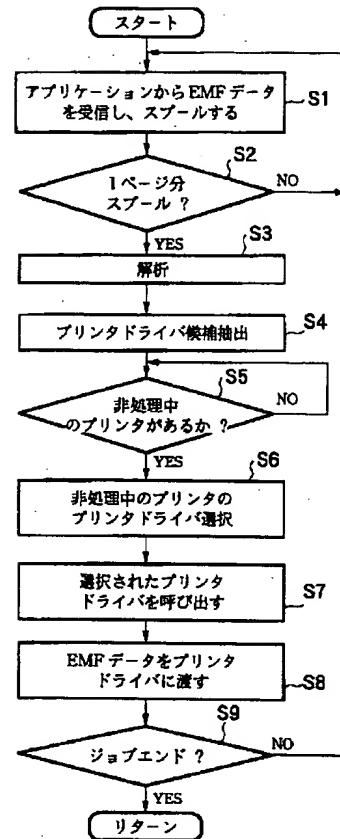 スタート
アプリケーションからEMFデータ
を受信し、スプールする
S1
S2
1ページ分
スプール ?
NO
YES
S3
解析
プリンタドライバ候補抽出
S4
S5
非処理中
のプリンタがあるか ?
NO
YES
S6
非処理中のプリンタの
プリンタドライバ選択
選択されたプリンタ
ドライバを呼び出す
S7
EMFデータをプリンタ
ドライバに渡す
S8
S9
ジョブエンド ?
NO
YES
リターン